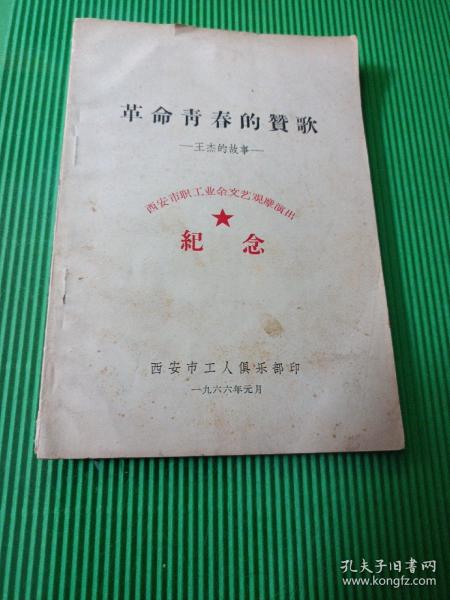 革命青春的贊歌
—王杰的故事—
西安市职工业余文艺观摩演出
★
紀念
西安市工人俱乐部印
一九六六年元月
孔夫子旧书网
www.kongfz.com